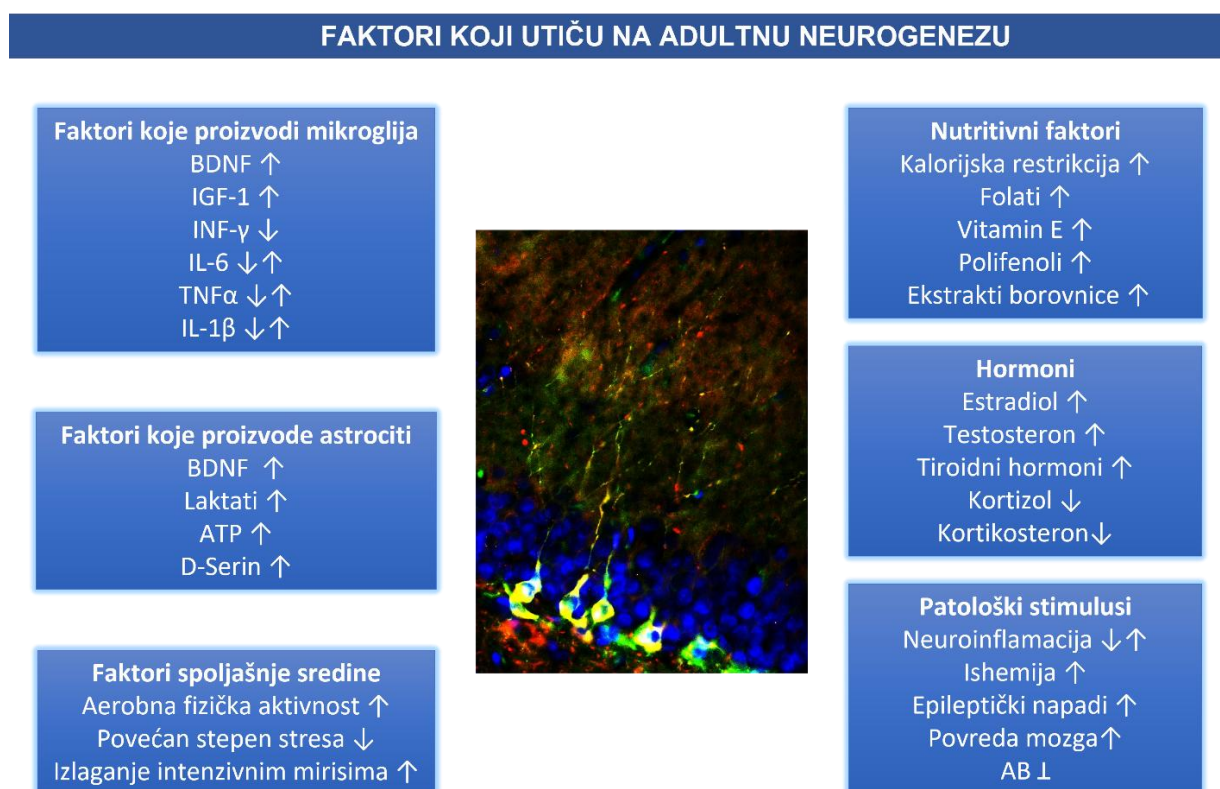 FAKTORI KOJI UTIČU NA ADULTNU NEUROGENEZU
Faktori koje proizvodi mikroglija
BDNF ↑
IGF-1 ↑
INF-γ ↓
IL-6 ↓↑
TNFα ↓↑
IL-1β ↓↑
Faktori koje proizvode astrociti
BDNF ↑
Laktati ↑
ATP ↑
D-Serin ↑
Faktori spoljašnje sredine
Aerobna fizička aktivnost ↑
Povećan stepen stresa ↓
Izlaganje intenzivnim mirisima ↑
Nutritivni faktori
Kalorijska restrikcija ↑
Folati ↑
Vitamin E ↑
Polifenoli ↑
Ekstrakti borovnice ↑
Hormoni
Estradiol ↑
Testosteron ↑
Tiroidni hormoni ↑
Kortizol ↓
Kortikosteron↓
Patološki stimulusi
Neuroinflamacija ↓↑
Ishemija ↑
Epileptički napadi ↑
Povreda mozga↑
AB ⊥